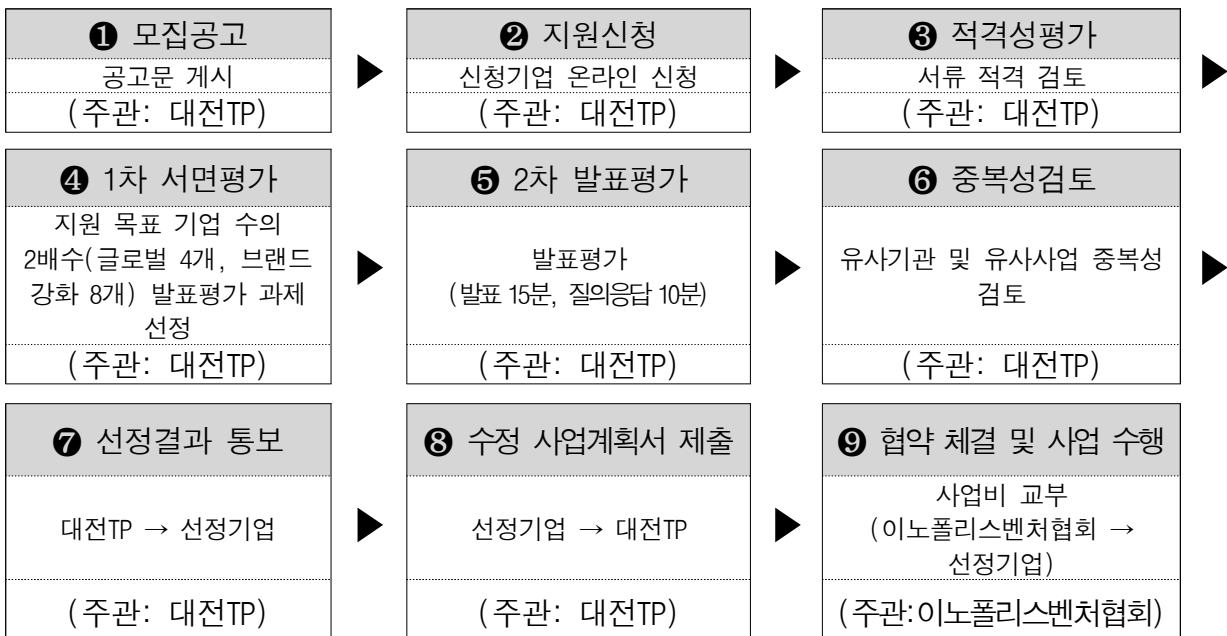 ❶ 모집공고
공고문 게시
(주관: 대전TP)
▶
❷ 지원신청
신청기업 온라인 신청
(주관: 대전TP)
▶
❸ 적격성평가
서류 적격 검토
(주관: 대전TP)
▶
❹ 1차 서면평가
지원 목표 기업 수의
2배수(글로벌 4개, 브랜드
강화 8개) 발표평가 과제
선정
(주관: 대전TP)
▶
❺ 2차 발표평가
발표평가
(발표 15분, 질의응답 10분)
(주관: 대전TP)
▶
❻ 중복성검토
유사기관 및 유사사업 중복성
검토
(주관: 대전TP)
▶
❼ 선정결과 통보
대전TP → 선정기업
(주관: 대전TP)
▶
❽ 수정 사업계획서 제출
선정기업 → 대전TP
(주관: 대전TP)
▶
❾ 협약 체결 및 사업 수행
사업비 교부
(이노폴리스벤처협회 →
선정기업)
(주관:이노폴리스벤처협회)